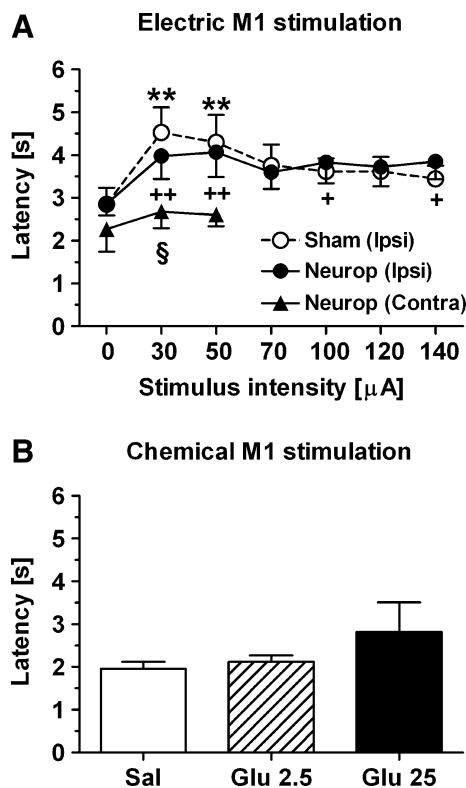 A
Electric M1 stimulation
Latency [s]
6
5
4
3
2
1
0
**
**
++
++
+
+
§
Sham (Ipsi)
Neurop (Ipsi)
Neurop (Contra)
0 30 50 70 100 120 140
Stimulus intensity [µA]
B
Chemical M1 stimulation
Latency [s]
6
5
4
3
2
1
0
Sal Glu 2.5 Glu 25